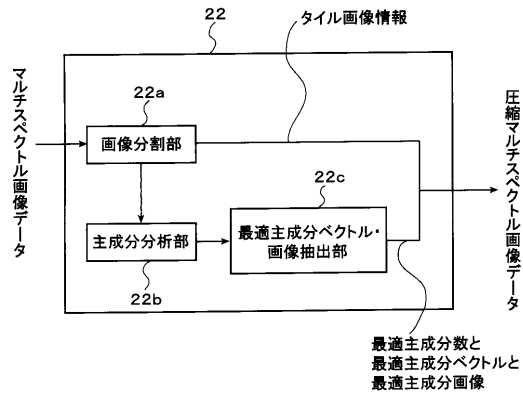 22
タイル画像情報
マルチスペクトル画像データ
22a
画像分割部
圧縮マルチスペクトル画像データ
22c
主成分分析部
最適主成分ベクトル・
画像抽出部
22b
最適主成分数と
最適主成分ベクトルと
最適主成分画像